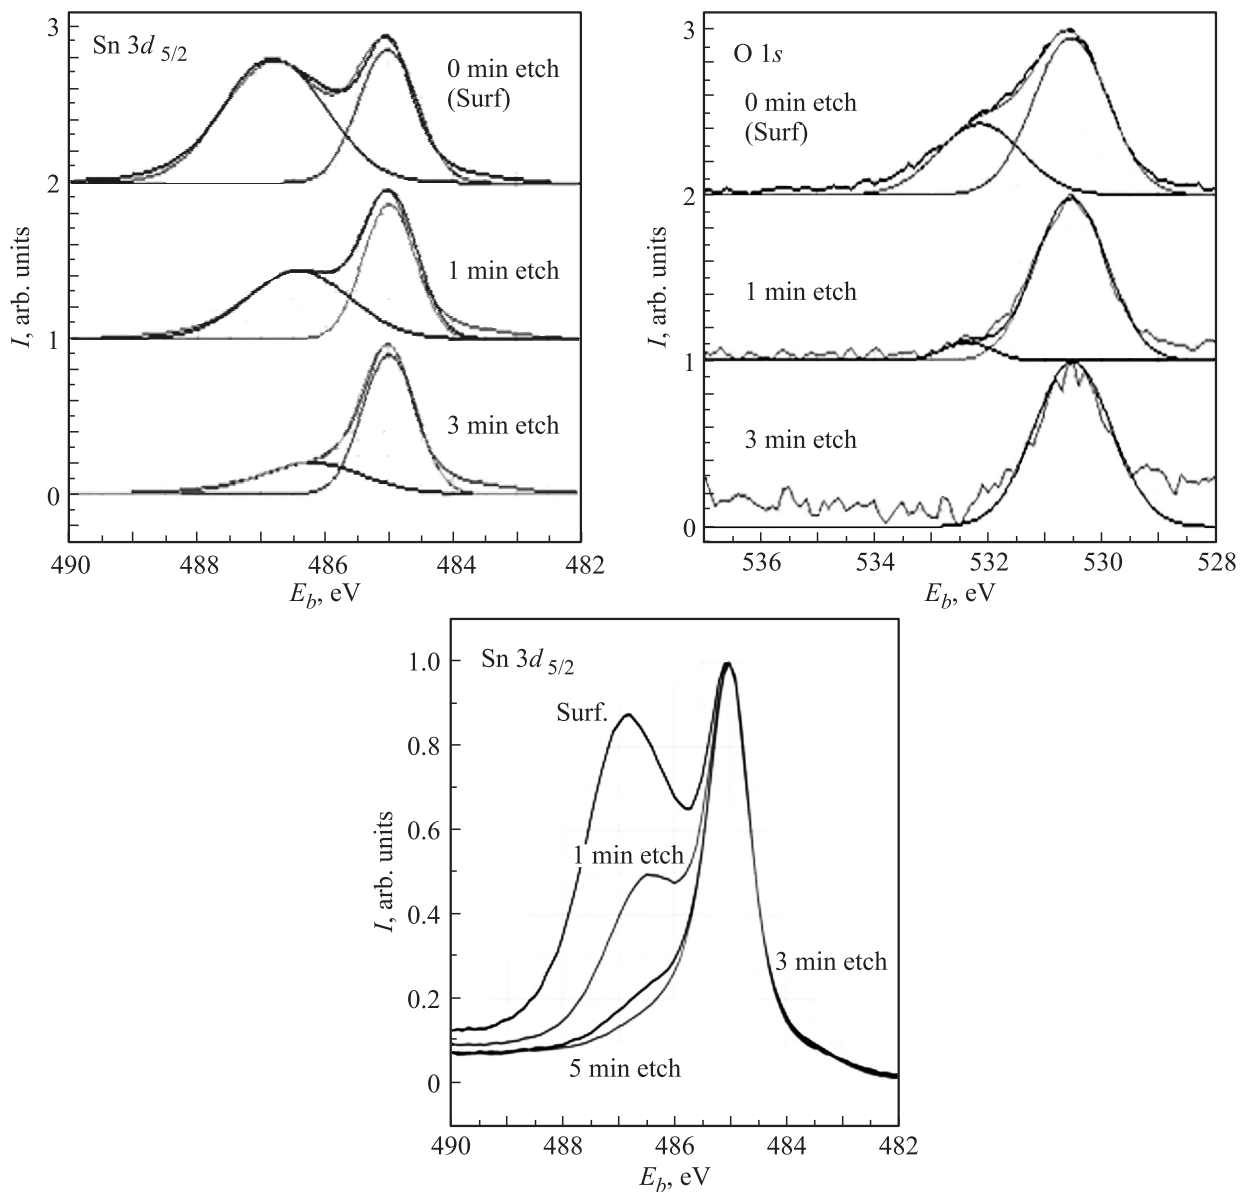 3
Sn 3d 5/2
0 min etch
(Surf)
2
1 min etch
1
3 min etch
0
I, arb. units
490 488 486 484 482
E_b, eV
3
O 1s
0 min etch
(Surf)
2
1 min etch
1
3 min etch
0
I, arb. units
536 534 532 530 528
E_b, eV
Sn 3d 5/2
1.0
Surf.
0.8
0.6
1 min etch
0.4
3 min etch
0.2
5 min etch
0
I, arb. units
490 488 486 484 482
E_b, eV